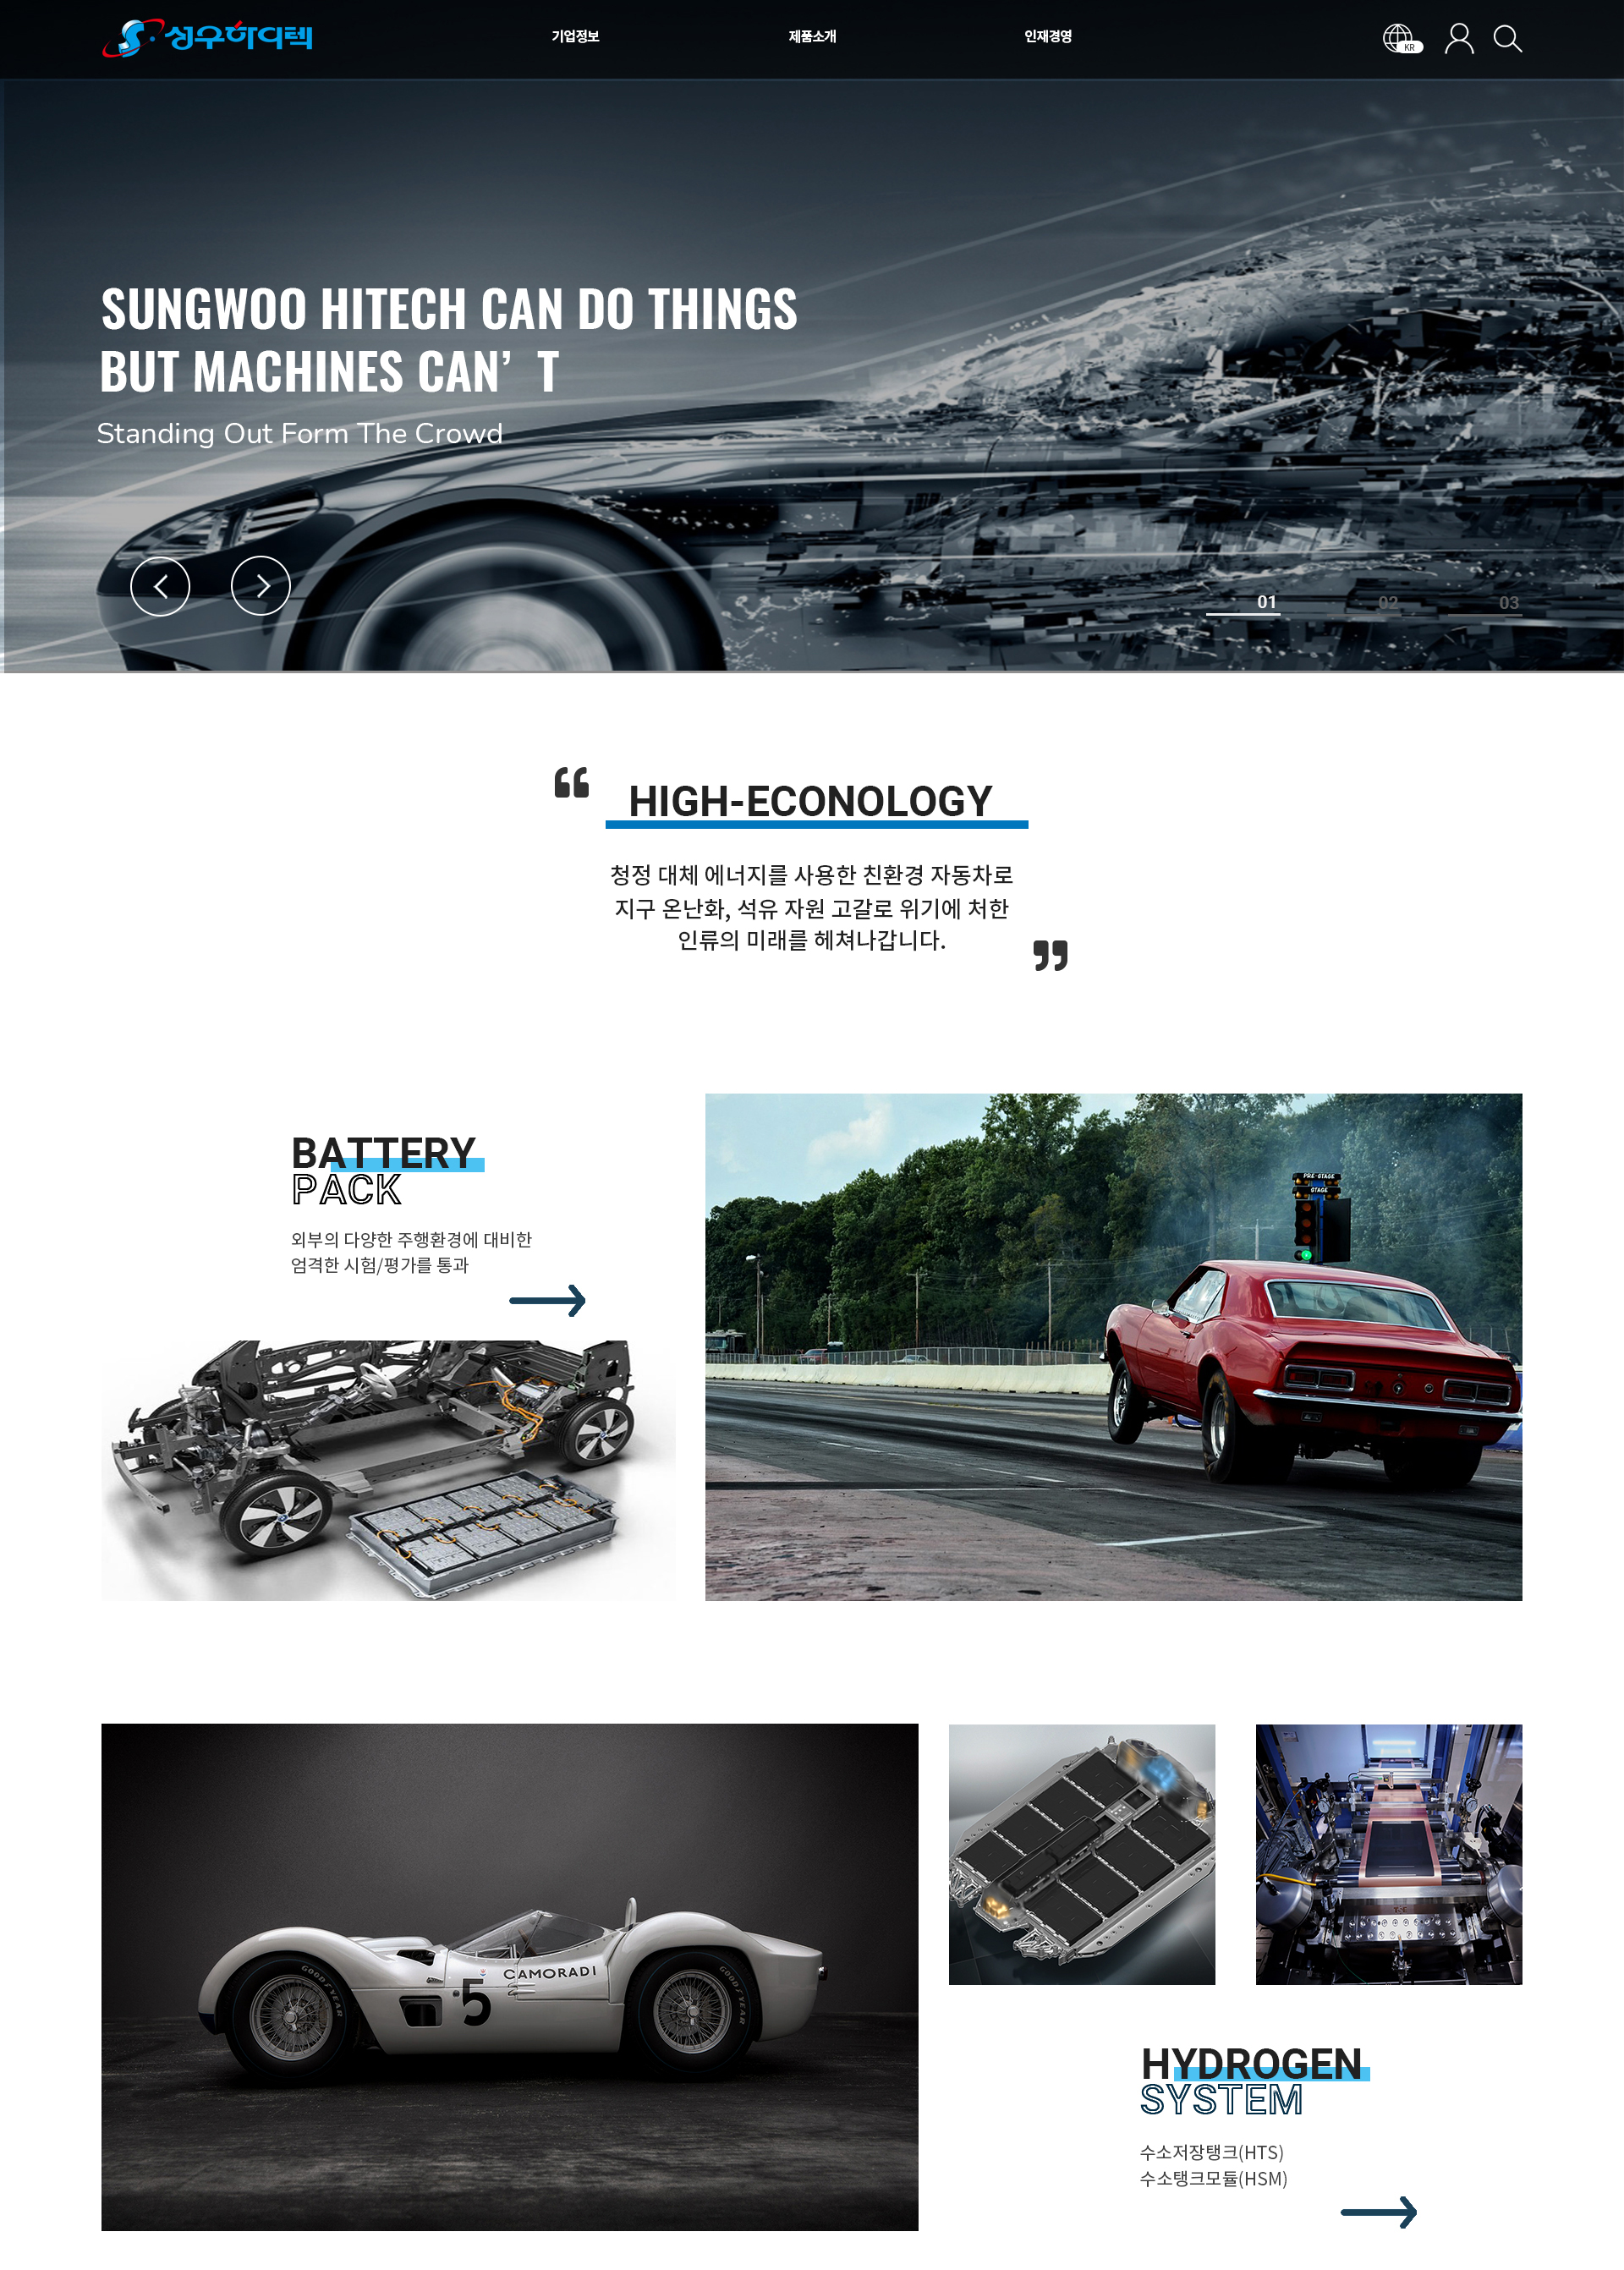 성우하이텍
기업정보
제품소개
인재경영
KR
SUNGWOO HITECH CAN DO THINGS
BUT MACHINES CAN’ T
Standing Out Form The Crowd
01
02
03
“
HIGH-ECONOLOGY
청정 대체 에너지를 사용한 친환경 자동차로
지구 온난화, 석유 자원 고갈로 위기에 처한
인류의 미래를 헤쳐나갑니다.
”
BATTERY
PACK
외부의 다양한 주행환경에 대비한
엄격한 시험/평가를 통과
PRE-STAGE
STAGE
GOOD YEAR
5
CAMORADI
GOOD YEAR
HYDROGEN
SYSTEM
수소저장탱크(HTS)
수소탱크모듈(HSM)